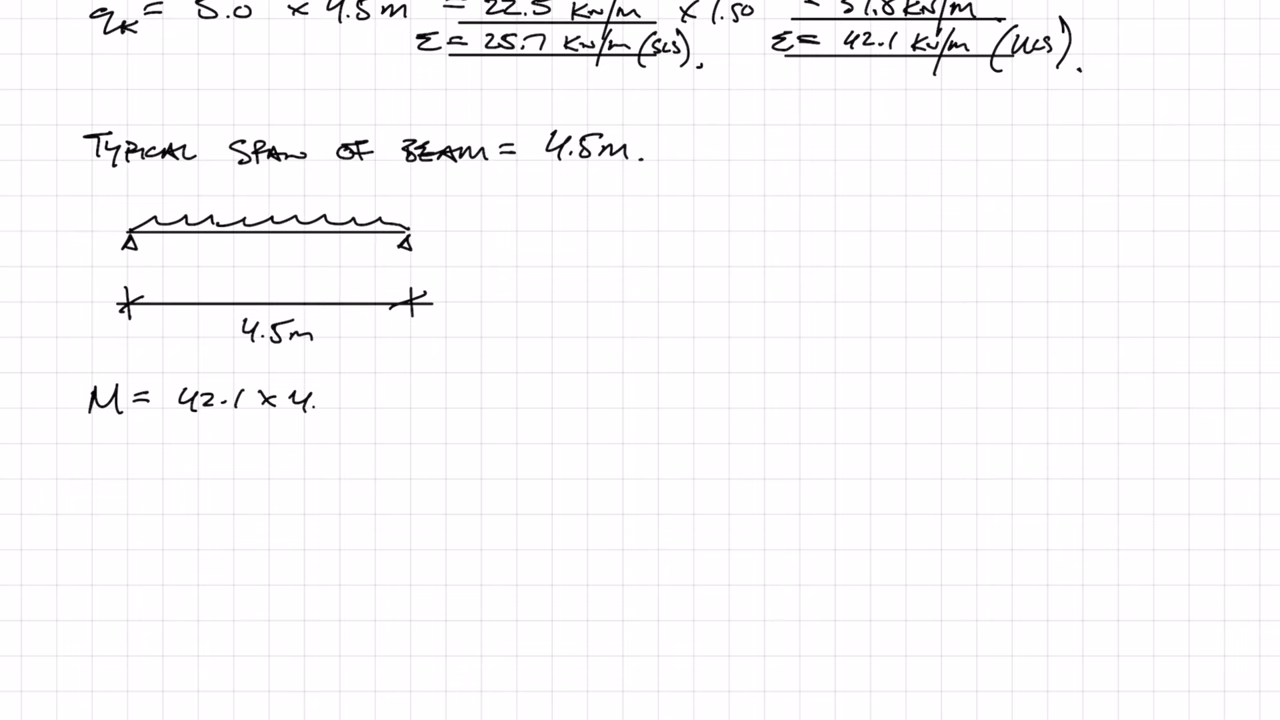 qk = 5.0 x 4.5m = 22.5 kN/m x 1.50 = 31.8 kN/m
Σ = 25.7 kN/m (SLS). Σ = 42.1 kN/m (ULS).
TYPICAL SPAN OF BEAM = 4.5m.
4.5m
M = 42.1 x 4.